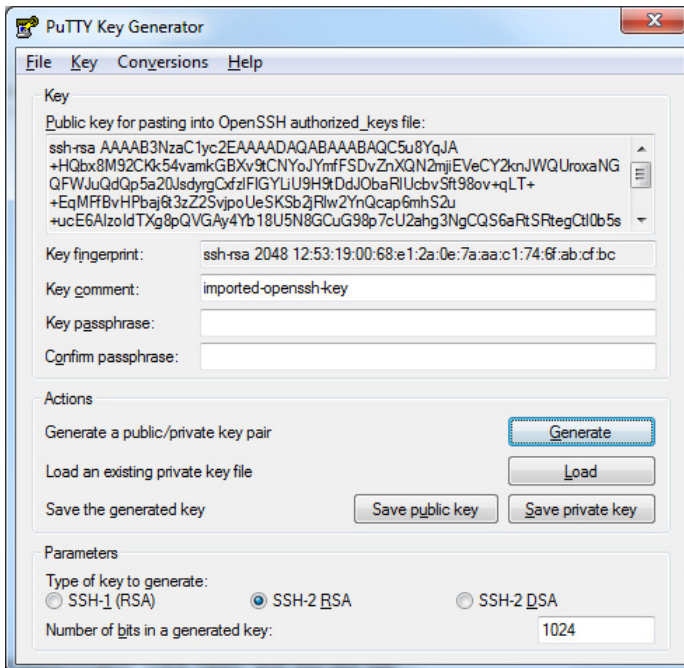 PuTTY Key Generator
File Key Conversions Help
Key
Public key for pasting into OpenSSH authorized_keys file:
ssh-rsa AAAAB3NzaC1yc2EAAAADAQABAAABAQC5u8YqJA
+HQbx8M92CKk54vamkGBXv9tCNYoJYmfFSDvZnXQN2mjiEVeCY2knJWQUroxaNG
QFWJuQdQp5a20JsdyrgCxfzlFIGYLiU9H9tDdJObaRIUcbvSft98ov+qLT+
+EqMFfBvHPbaj6t3zZ2SvjpoUeSKSb2jRlw2YnQcap6mhS2u
+ucE6AIzoIdTXg8pQVGAy4Yb18U5N8GCuG98p7cU2ahg3NgCQS6aRtSRtegCtI0b5s
Key fingerprint: ssh-rsa 2048 12:53:19:00:68:e1:2a:0e:7a:aa:c1:74:6f:ab:cf:bc
Key comment: imported-openssh-key
Key passphrase:
Confirm passphrase:
Actions
Generate a public/private key pair Generate
Load an existing private key file Load
Save the generated key Save public key Save private key
Parameters
Type of key to generate:
SSH-1 (RSA) SSH-2 RSA SSH-2 DSA
Number of bits in a generated key: 1024